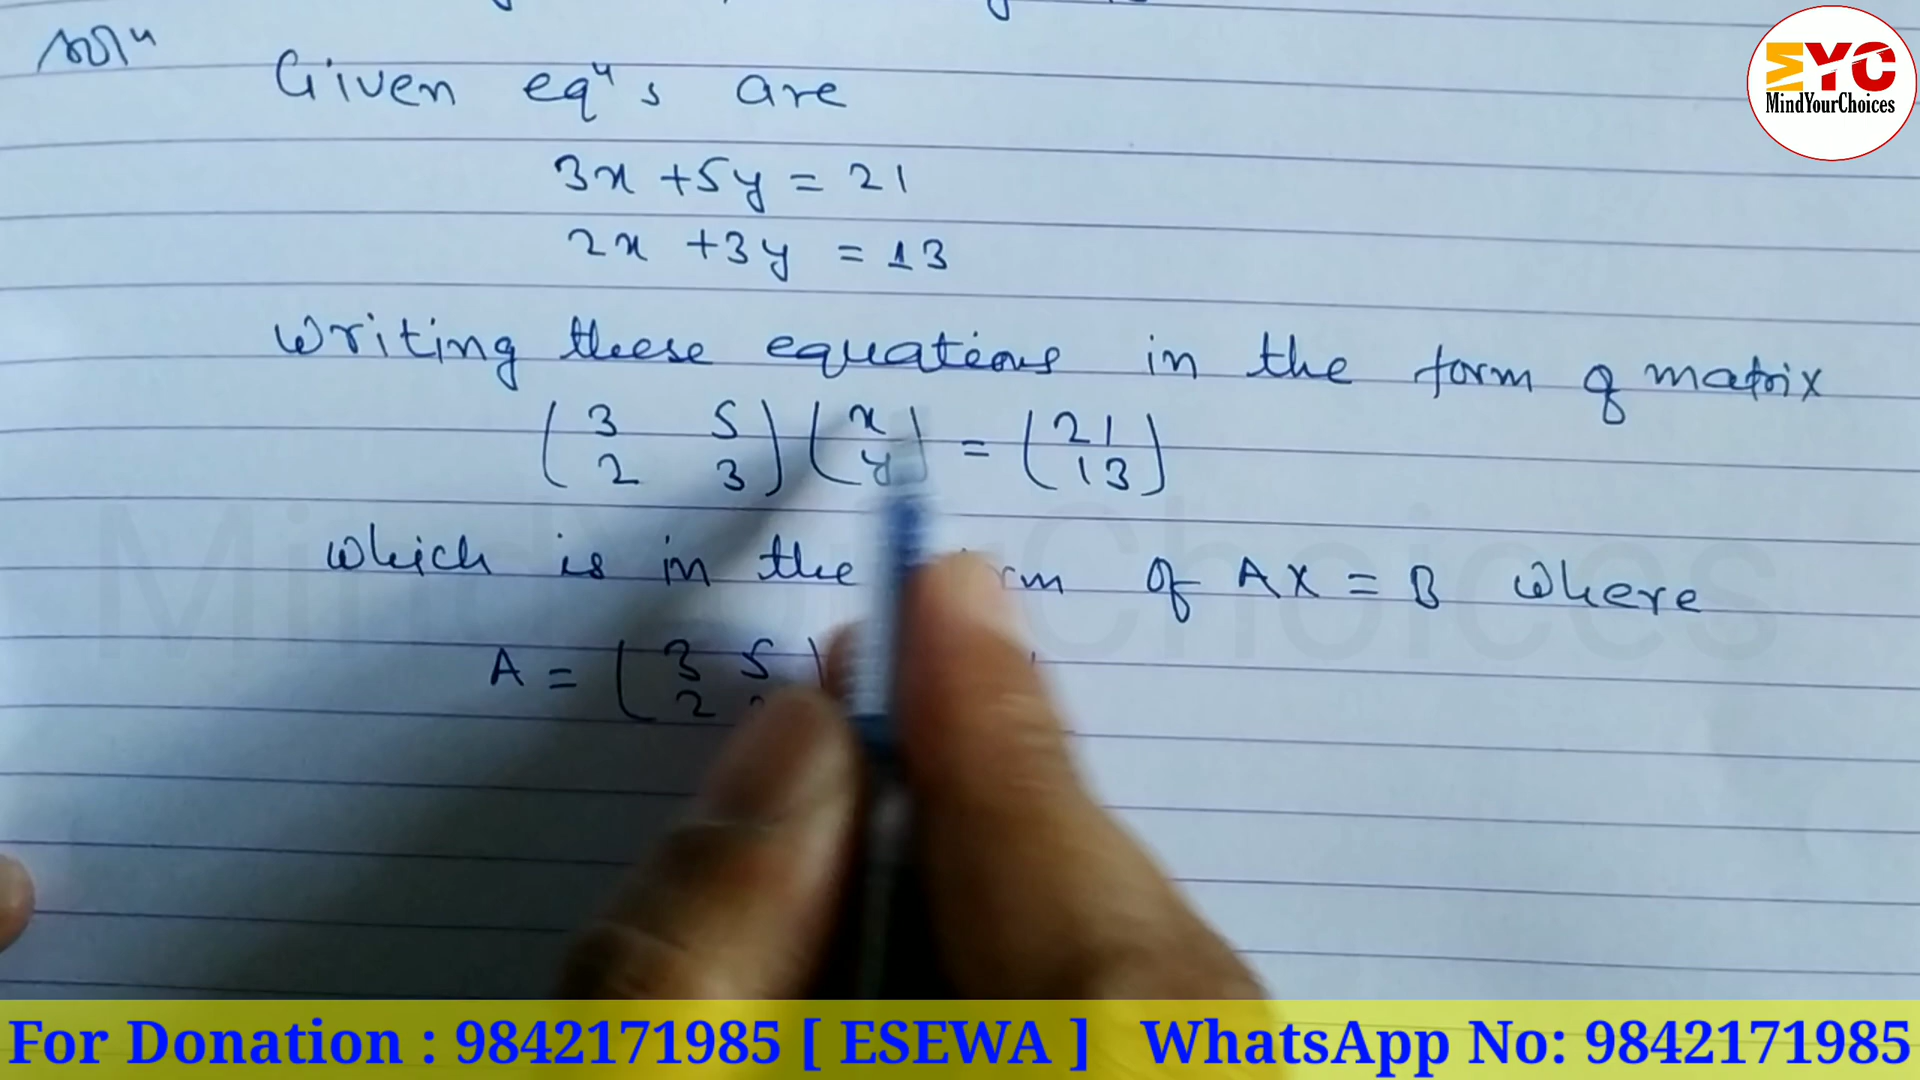 Solⁿ
Given eqⁿs are
3x + 5y = 21
2x + 3y = 13
Writing these equations in the form of matrix
( 3 5 ) ( x ) = ( 21 )
( 2 3 ) ( y ) ( 13 )
which is in the of AX = B where
A = ( 3 5 )
2
MYC
MindYourChoices
MindYourChoices
For Donation : 9842171985 [ ESEWA ] WhatsApp No: 9842171985